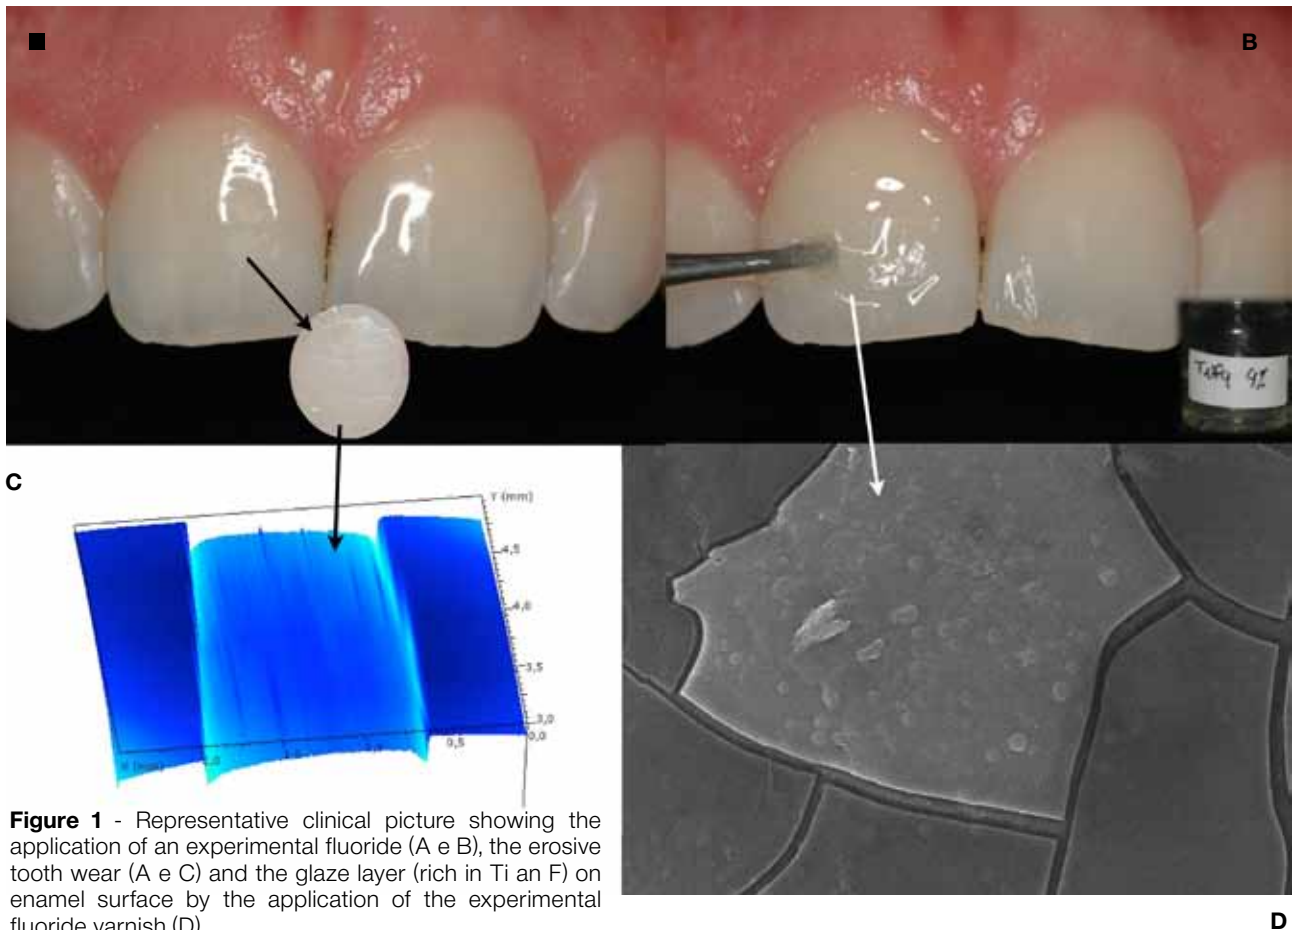 B
4%
C
Y (mm)
4,5
4,0
3,5
3,0
0,0
0,5
X (mm)
Figure 1 - Representative clinical picture showing the
application of an experimental fluoride (A e B), the erosive
tooth wear (A e C) and the glaze layer (rich in Ti an F) on
enamel surface by the application of the experimental
fluoride varnish (D).
D